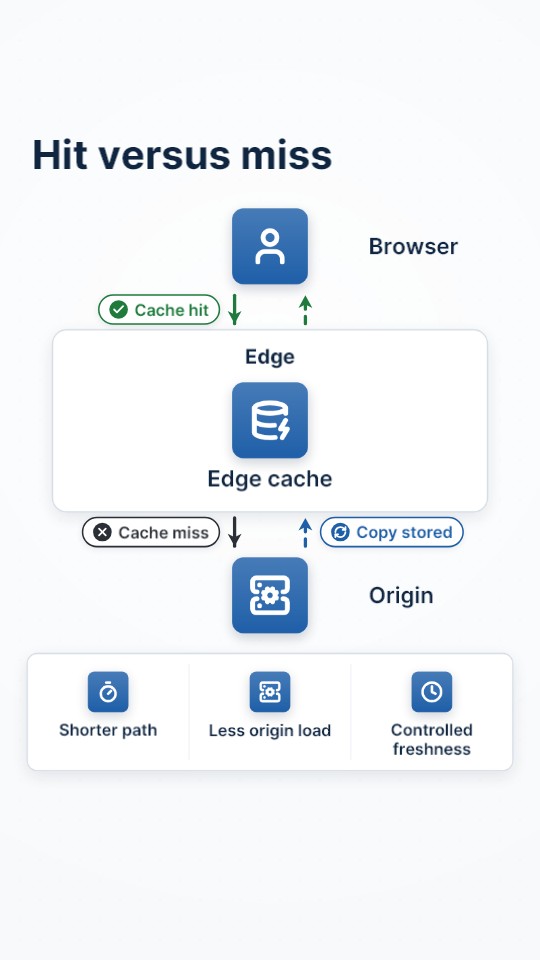 Hit versus miss
Browser
Cache hit
Edge
Edge cache
Cache miss
Copy stored
Origin
Shorter path
Less origin load
Controlled
freshness